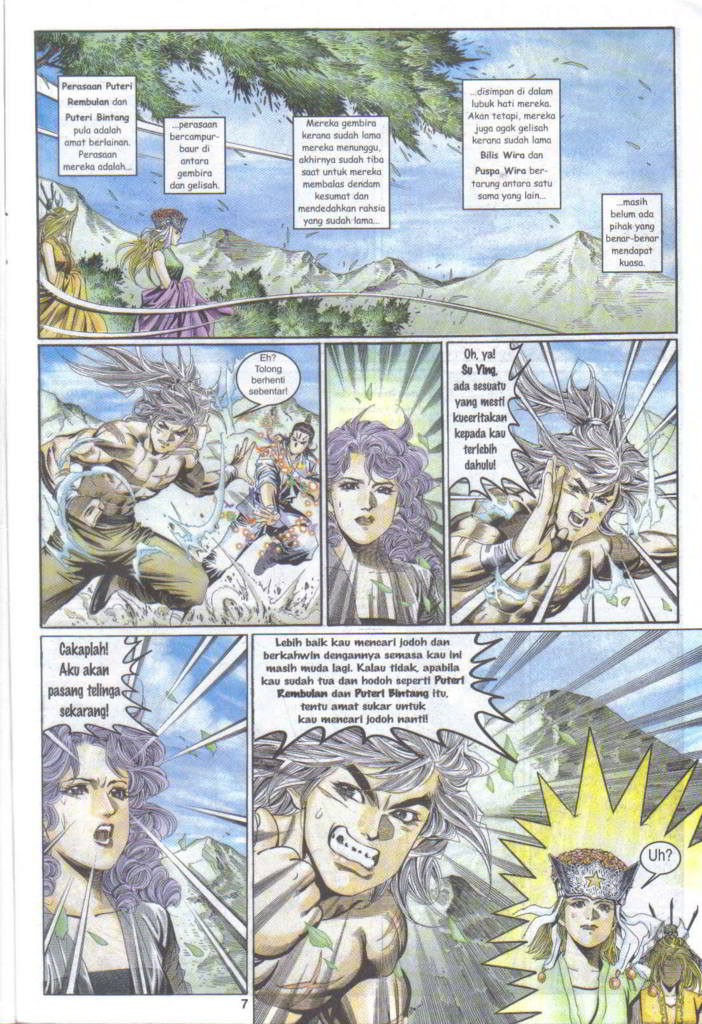 Perasaan Puteri
Rembulan dan
Puteri Bintang
pula adalah
amat berlainan.
Perasaan
mereka adalah...
...perasaan
bercampur-
baur di
antara
gembira
dan gelisah.
Mereka gembira
kerana sudah lama
mereka menunggu,
akhirnya sudah tiba
saat untuk mereka
membalas dendam
kesumat dan
mendedahkan rahsia
yang sudah lama...
...disimpan di dalam
lubuk hati mereka.
Akan tetapi, mereka
juga agak gelisah
kerana sudah lama
Bilis Wira dan
Puspa Wira ber-
tarung antara satu
sama yang lain...
...masih
belum ada
pihak yang
benar-benar
mendapat
kuasa.
Eh?
Tolong
berhenti
sebentar!
Oh, ya!
Su Ying,
ada sesuatu
yang mesti
kuceritakan
kepada kau
terlebih
dahulu!
Cakaplah!
Aku akan
pasang telinga
sekarang!
Lebih baik kau mencari jodoh dan
berkahwin dengannya semasa kau ini
masih muda lagi. Kalau tidak, apabila
kau sudah tua dan hodoh seperti Puteri
Rembulan dan Puteri Bintang itu,
tentu amat sukar untuk
kau mencari jodoh nanti!
Uh?
7